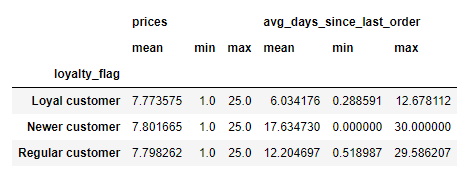 prices avg_days_since_last_order
mean min max mean min max
loyalty_flag
Loyal customer 7.773575 1.0 25.0 6.034176 0.288591 12.678112
Newer customer 7.801665 1.0 25.0 17.634730 0.000000 30.000000
Regular customer 7.798262 1.0 25.0 12.204697 0.518987 29.586207